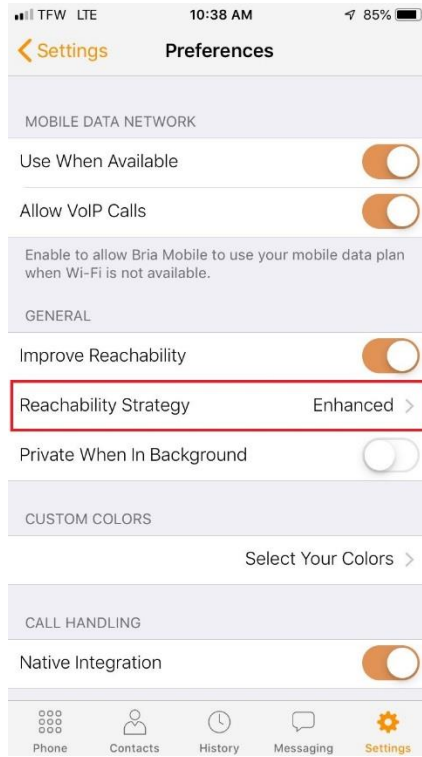 TFW LTE 10:38 AM 85%
Settings Preferences
MOBILE DATA NETWORK
Use When Available
Allow VoIP Calls
Enable to allow Bria Mobile to use your mobile data plan
when Wi-Fi is not available.
GENERAL
Improve Reachability
Reachability Strategy Enhanced
Private When In Background
CUSTOM COLORS
Select Your Colors
CALL HANDLING
Native Integration
Phone Contacts History Messaging Settings